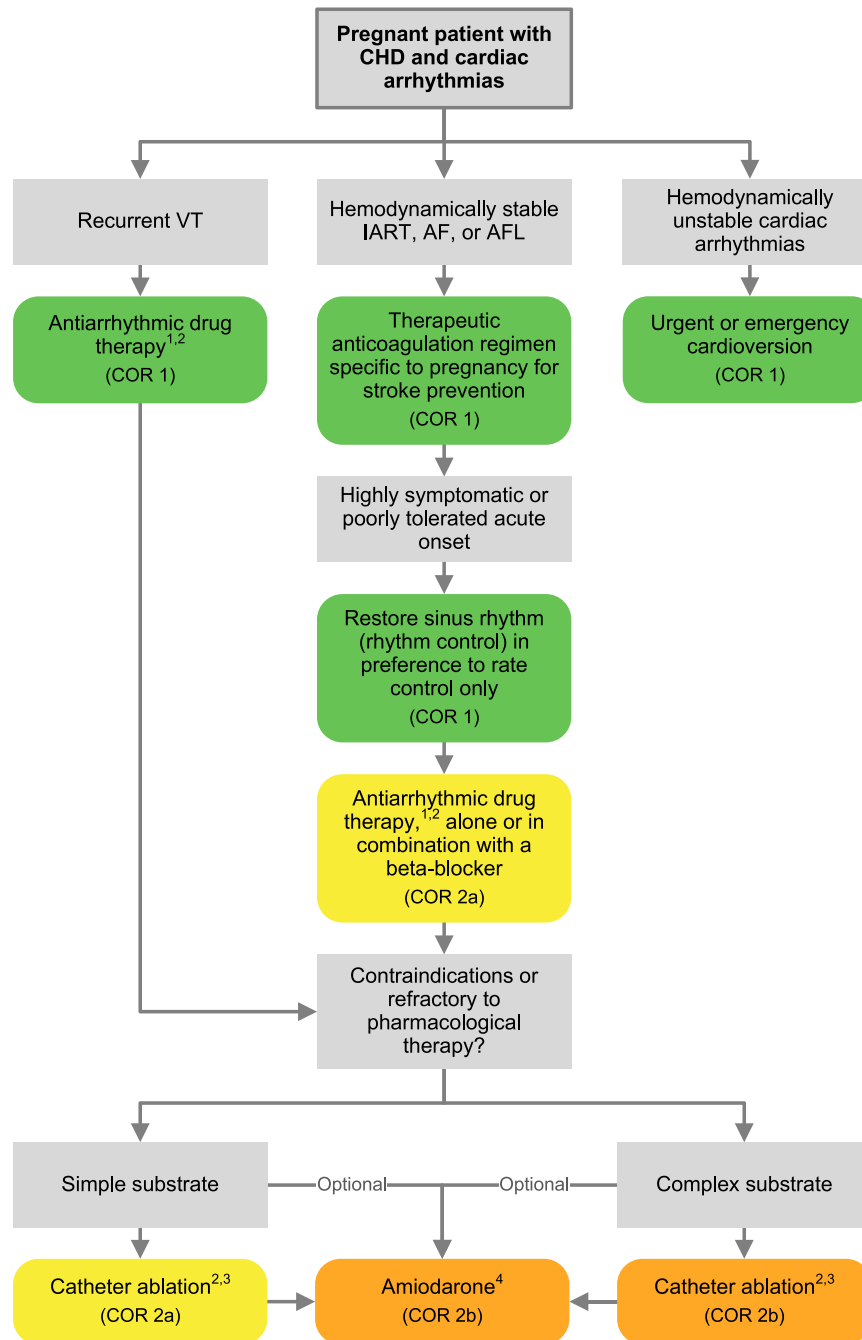 Pregnant patient with
CHD and cardiac
arrhythmias
Recurrent VT
Hemodynamically stable
IART, AF, or AFL
Hemodynamically
unstable cardiac
arrhythmias
Antiarrhythmic drug
therapy1,2
(COR 1)
Therapeutic
anticoagulation regimen
specific to pregnancy for
stroke prevention
(COR 1)
Urgent or emergency
cardioversion
(COR 1)
Highly symptomatic or
poorly tolerated acute
onset
Restore sinus rhythm
(rhythm control) in
preference to rate
control only
(COR 1)
Antiarrhythmic drug
therapy,1,2 alone or in
combination with a
beta-blocker
(COR 2a)
Contraindications or
refractory to
pharmacological
therapy?
Simple substrate
Optional
Optional
Complex substrate
Catheter ablation2,3
(COR 2a)
Amiodarone4
(COR 2b)
Catheter ablation2,3
(COR 2b)